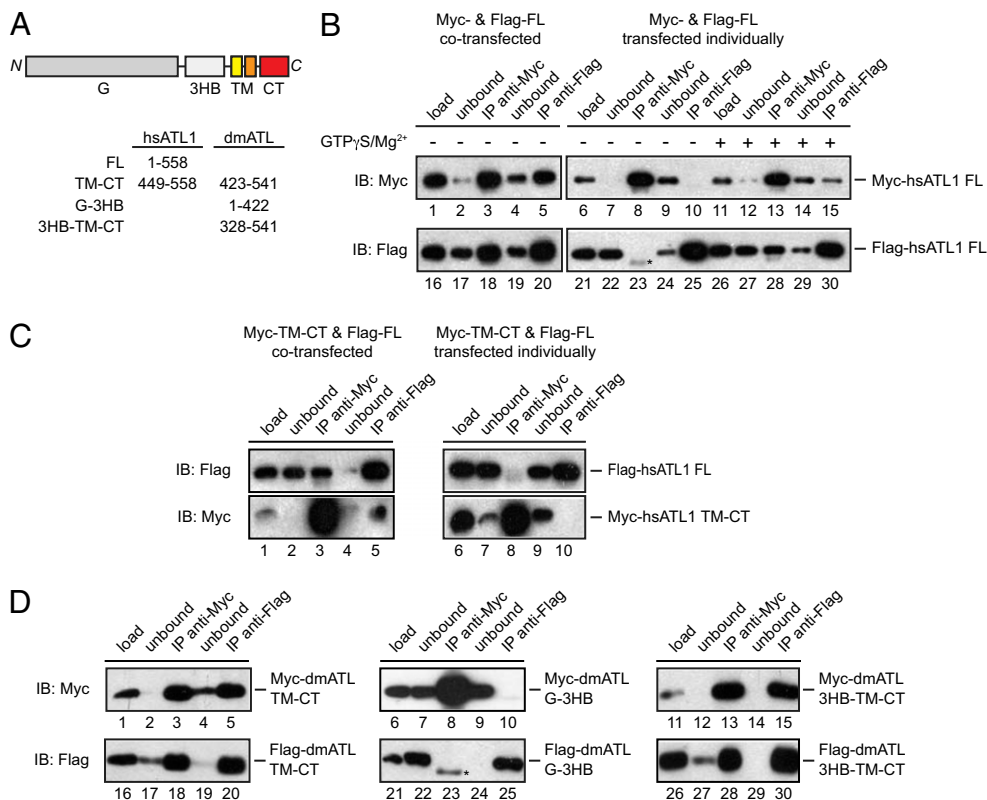 A
N
C
G
3HB
TM
CT
hsATL1 dmATL
FL 1-558
TM-CT 449-558 423-541
G-3HB 1-422
3HB-TM-CT 328-541
B
Myc- & Flag-FL
co-transfected
Myc- & Flag-FL
transfected individually
load unbound IP anti-Myc unbound IP anti-Flag load unbound IP anti-Myc unbound IP anti-Flag load unbound IP anti-Myc unbound IP anti-Flag
GTPγS/Mg²⁺ - - - - - - - - - - + + + + +
IB: Myc
Myc-hsATL1 FL
1 2 3 4 5 6 7 8 9 10 11 12 13 14 15
IB: Flag
*
Flag-hsATL1 FL
16 17 18 19 20 21 22 23 24 25 26 27 28 29 30
C
Myc-TM-CT & Flag-FL
co-transfected
Myc-TM-CT & Flag-FL
transfected individually
load unbound IP anti-Myc unbound IP anti-Flag load unbound IP anti-Myc unbound IP anti-Flag
IB: Flag
Flag-hsATL1 FL
IB: Myc
Myc-hsATL1 TM-CT
1 2 3 4 5 6 7 8 9 10
D
load unbound IP anti-Myc unbound IP anti-Flag load unbound IP anti-Myc unbound IP anti-Flag load unbound IP anti-Myc unbound IP anti-Flag
IB: Myc
Myc-dmATL
TM-CT
Myc-dmATL
G-3HB
Myc-dmATL
3HB-TM-CT
1 2 3 4 5 6 7 8 9 10 11 12 13 14 15
IB: Flag
Flag-dmATL
TM-CT
*
Flag-dmATL
G-3HB
Flag-dmATL
3HB-TM-CT
16 17 18 19 20 21 22 23 24 25 26 27 28 29 30